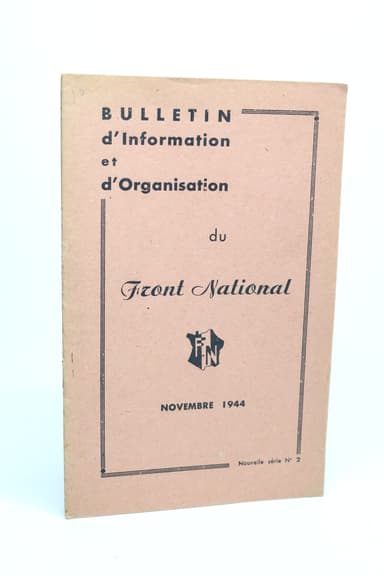 BULLETIN
d'Information
et
d'Organisation
du
Front National
FN
NOVEMBRE 1944
Nouvelle série N° 2